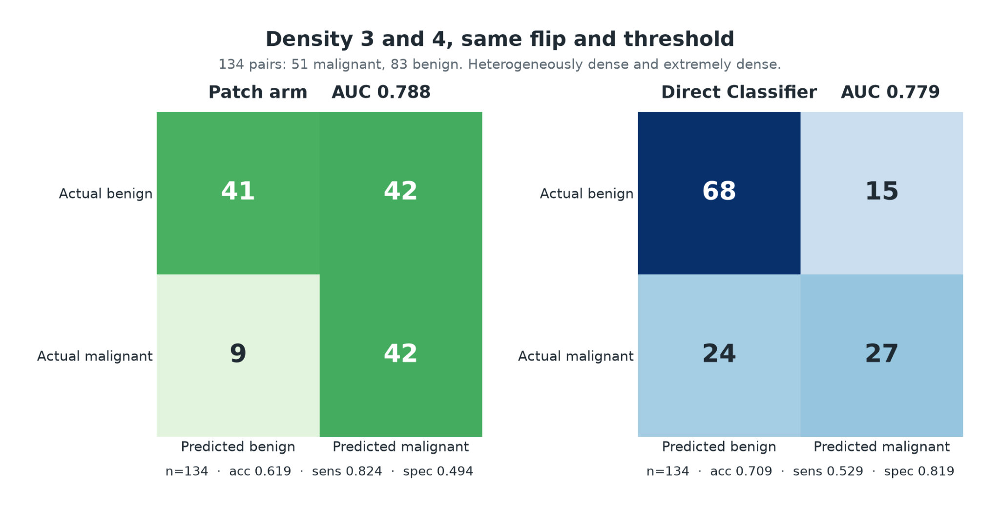 Density 3 and 4, same flip and threshold
134 pairs: 51 malignant, 83 benign. Heterogeneously dense and extremely dense.
Patch arm AUC 0.788
Actual benign 41 42
Actual malignant 9 42
Predicted benign Predicted malignant
n=134 · acc 0.619 · sens 0.824 · spec 0.494
Direct Classifier AUC 0.779
Actual benign 68 15
Actual malignant 24 27
Predicted benign Predicted malignant
n=134 · acc 0.709 · sens 0.529 · spec 0.819